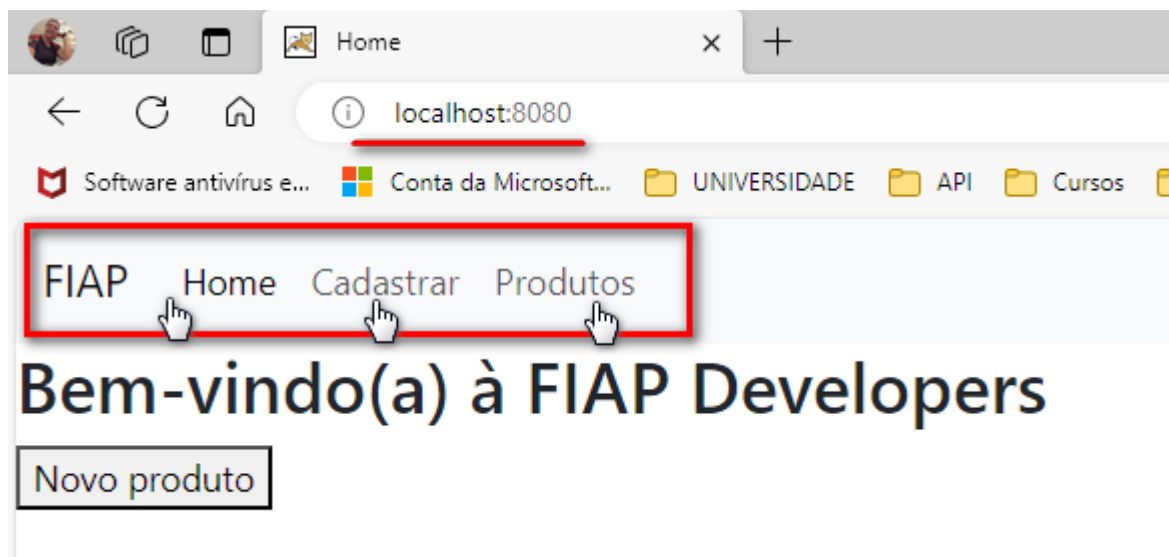 Home
localhost:8080
Software antivírus e... Conta da Microsoft... UNIVERSIDADE API Cursos
FIAP Home Cadastrar Produtos
Bem-vindo(a) à FIAP Developers
Novo produto